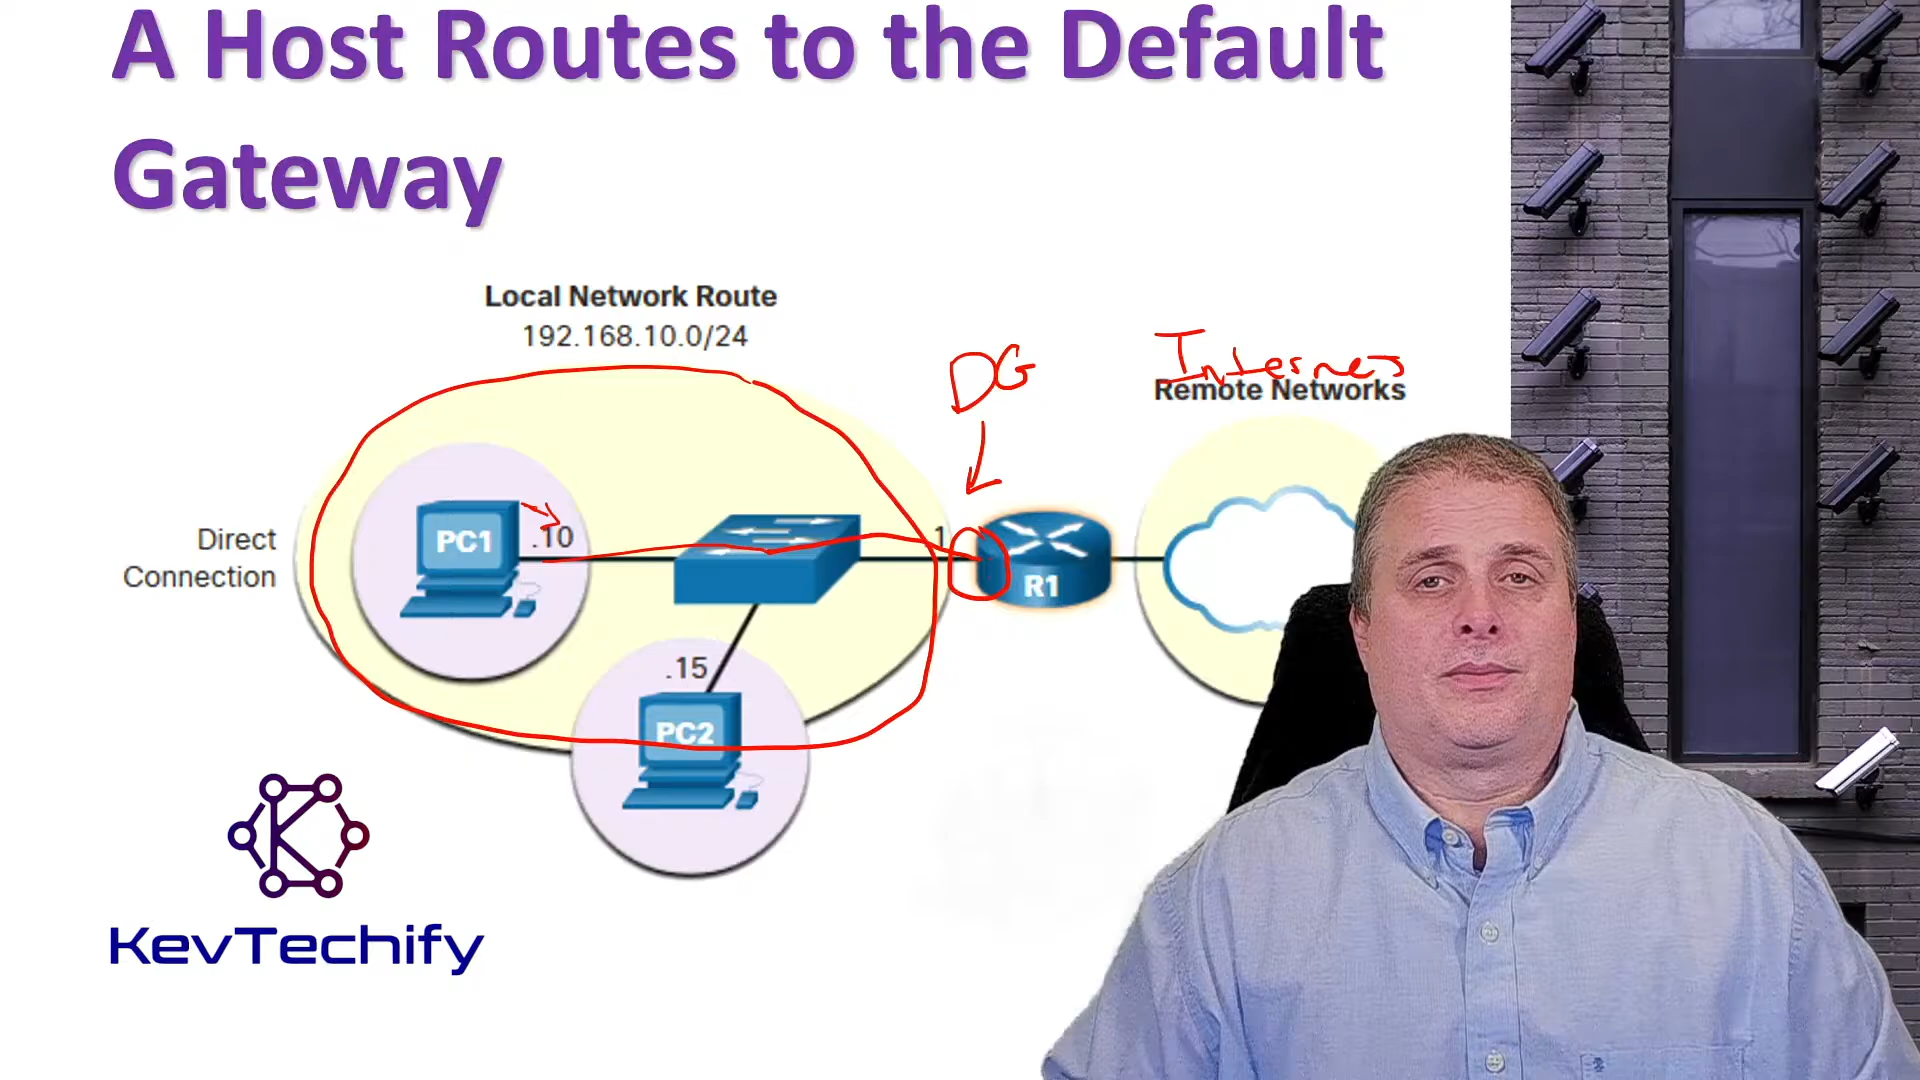 A Host Routes to the Default
Gateway
Local Network Route
192.168.10.0/24
DG
Internet
Remote Networks
Direct
Connection
PC1
.10
.1
R1
.15
PC2
KevTechify